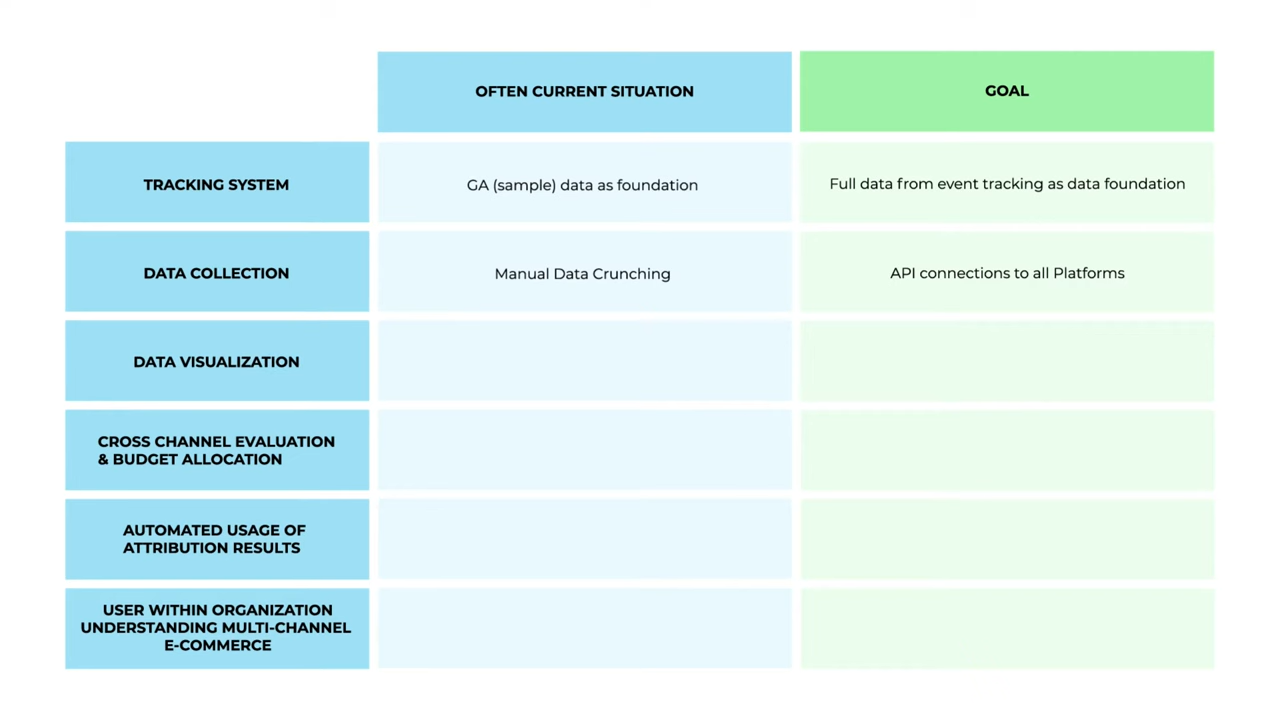 OFTEN CURRENT SITUATION
GOAL
TRACKING SYSTEM
GA (sample) data as foundation
Full data from event tracking as data foundation
DATA COLLECTION
Manual Data Crunching
API connections to all Platforms
DATA VISUALIZATION
CROSS CHANNEL EVALUATION
& BUDGET ALLOCATION
AUTOMATED USAGE OF
ATTRIBUTION RESULTS
USER WITHIN ORGANIZATION
UNDERSTANDING MULTI-CHANNEL
E-COMMERCE